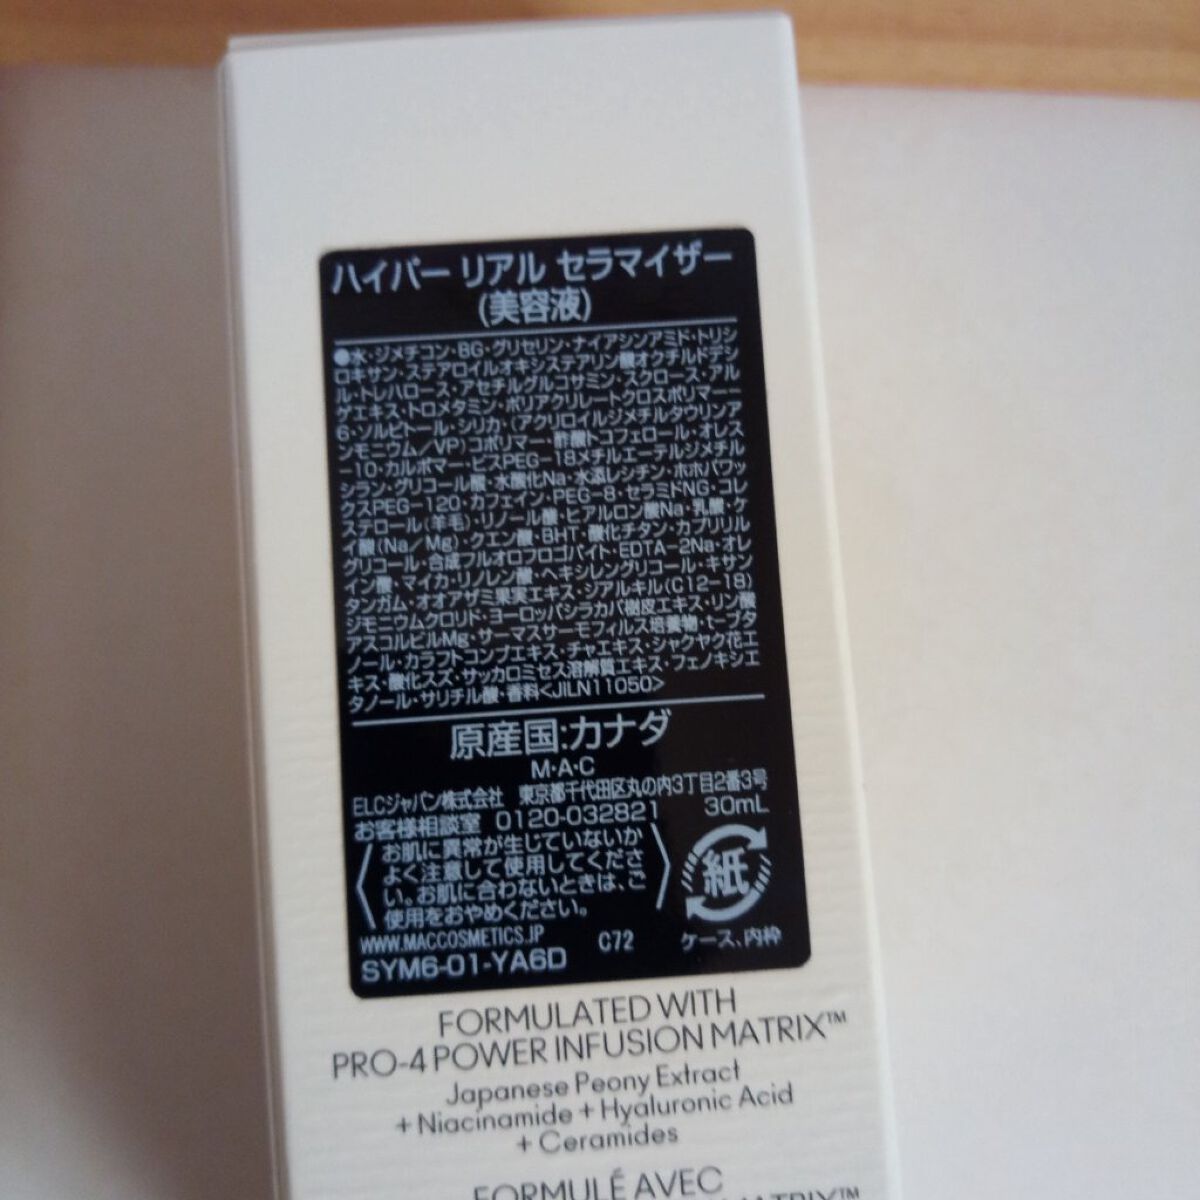 ハイパー リアル セラマイザー
(美容液)
●水・ジメチコン・BG・グリセリン・ナイアシンアミド・トリシ
ロキサン・ステアロイルオキシステアリン酸オクチルドデシ
ル・トレハロース・アセチルグルコサミン・スクロース・アル
ゲエキス・トロメタミン・ポリアクリレートクロスポリマー－
6・ソルビトール・シリカ・(アクリロイルジメチルタウリンア
ンモニウム／VP)コポリマー・酢酸トコフェロール・オレス
－10・カルボマー・ビスPEG－18メチルエーテルジメチル
シラン・グリコール酸・水酸化Na・水添レシチン・ホホバワッ
クスPEG－120・カフェイン・PEG－8・セラミドNG・コレ
ステロール(羊毛)・リノール酸・ヒアルロン酸Na・乳酸・ケ
イ酸(Na／Mg)・クエン酸・BHT・酸化チタン・カプリリル
グリコール・合成フルオロフロゴパイト・EDTA－2Na・オレ
イン酸・マイカ・リノレン酸・ヘキシレングリコール・キサン
タンガム・オオアザミ果実エキス・ジアルキル(C12－18)
ジモニウムクロリド・ヨーロッパシラカバ樹皮エキス・リン酸
アスコルビルMg・サーマスサーモフィルス培養物・t－ブタ
ノール・カラフトコンブエキス・チャエキス・シャクヤク花エ
キス・酸化スズ・サッカロミセス溶解質エキス・フェノキシエ
タノール・サリチル酸・香料<JILN11050>
原産国:カナダ
M・A・C
ELCジャパン株式会社 東京都千代田区丸の内3丁目2番3号
お客様相談室 0120-032821 30mL
お肌に異常が生じていないか
よく注意して使用してくださ
い。お肌に合わないときは、ご
使用をおやめください。
紙
WWW.MACCOSMETICS.JP C72 ケース、内枠
SYM6-01-YA6D
FORMULATED WITH
PRO-4 POWER INFUSION MATRIX™
Japanese Peony Extract
+ Niacinamide + Hyaluronic Acid
+ Ceramides
FORMULÉ AVEC
MATRIX™